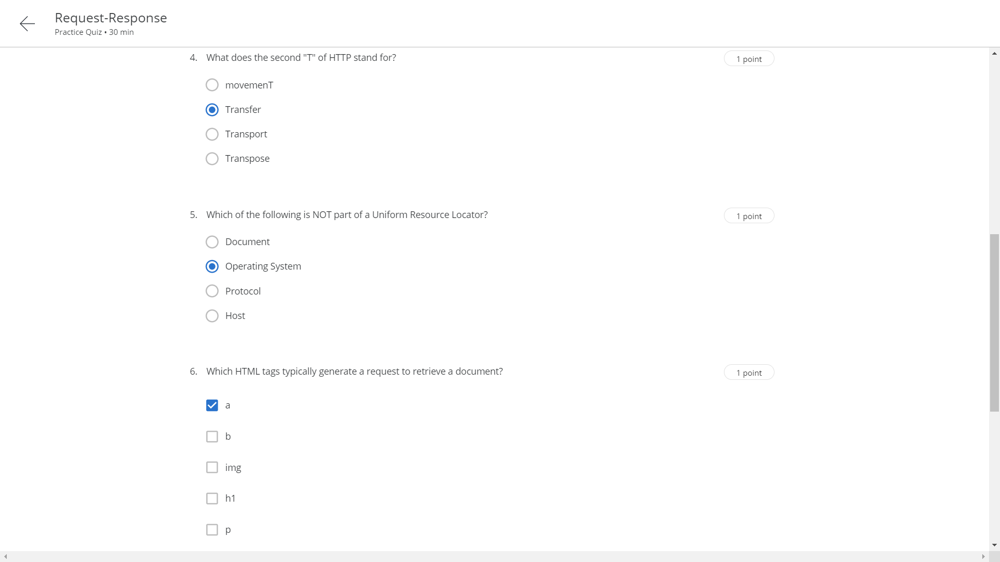 Request-Response
Practice Quiz • 30 min
4. What does the second "T" of HTTP stand for?
1 point
movemenT
Transfer
Transport
Transpose
5. Which of the following is NOT part of a Uniform Resource Locator?
1 point
Document
Operating System
Protocol
Host
6. Which HTML tags typically generate a request to retrieve a document?
1 point
a
b
img
h1
p